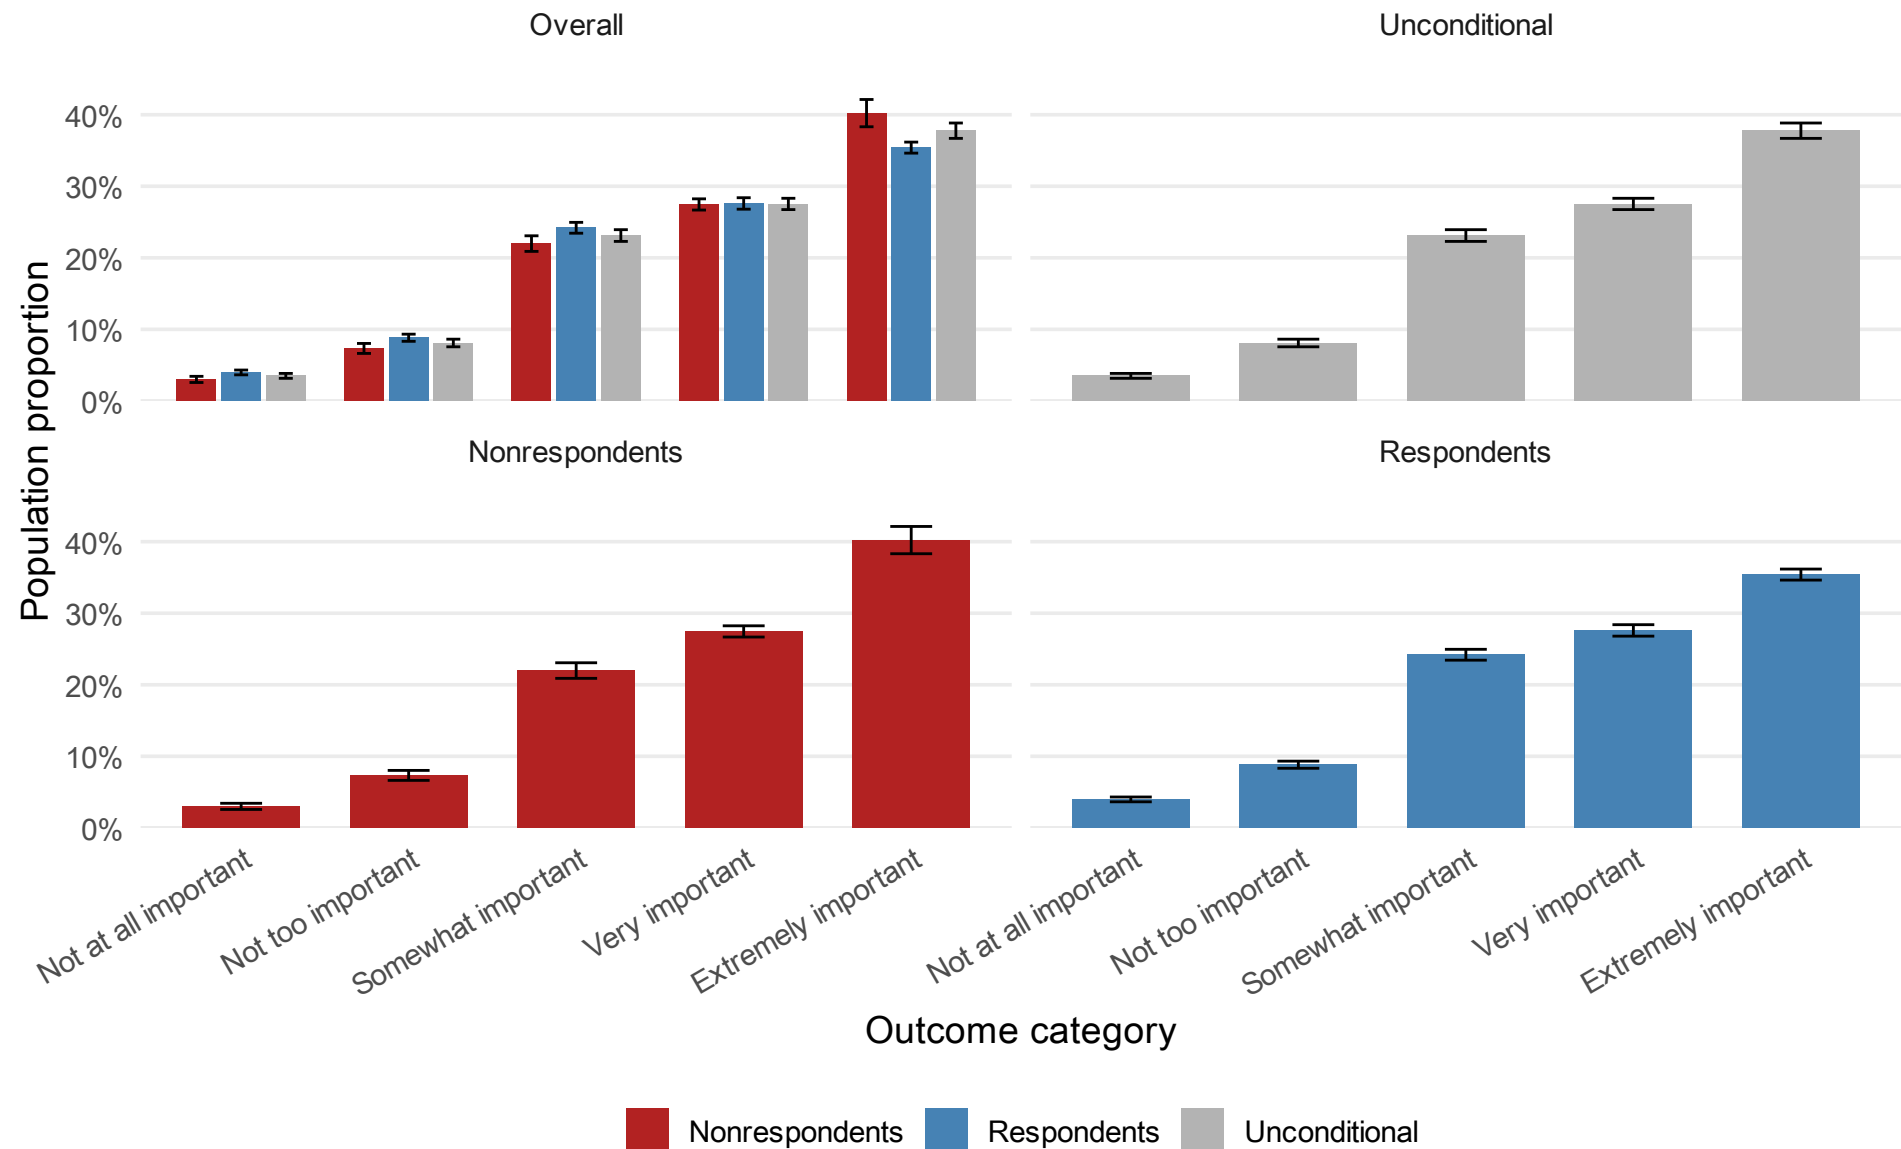 Overall
Unconditional
40%
30%
20%
10%
0%
Nonrespondents
Respondents
40%
30%
20%
10%
0%
Population proportion
Not at all important
Not too important
Somewhat important
Very important
Extremely important
Not at all important
Not too important
Somewhat important
Very important
Extremely important
Outcome category
Nonrespondents
Respondents
Unconditional